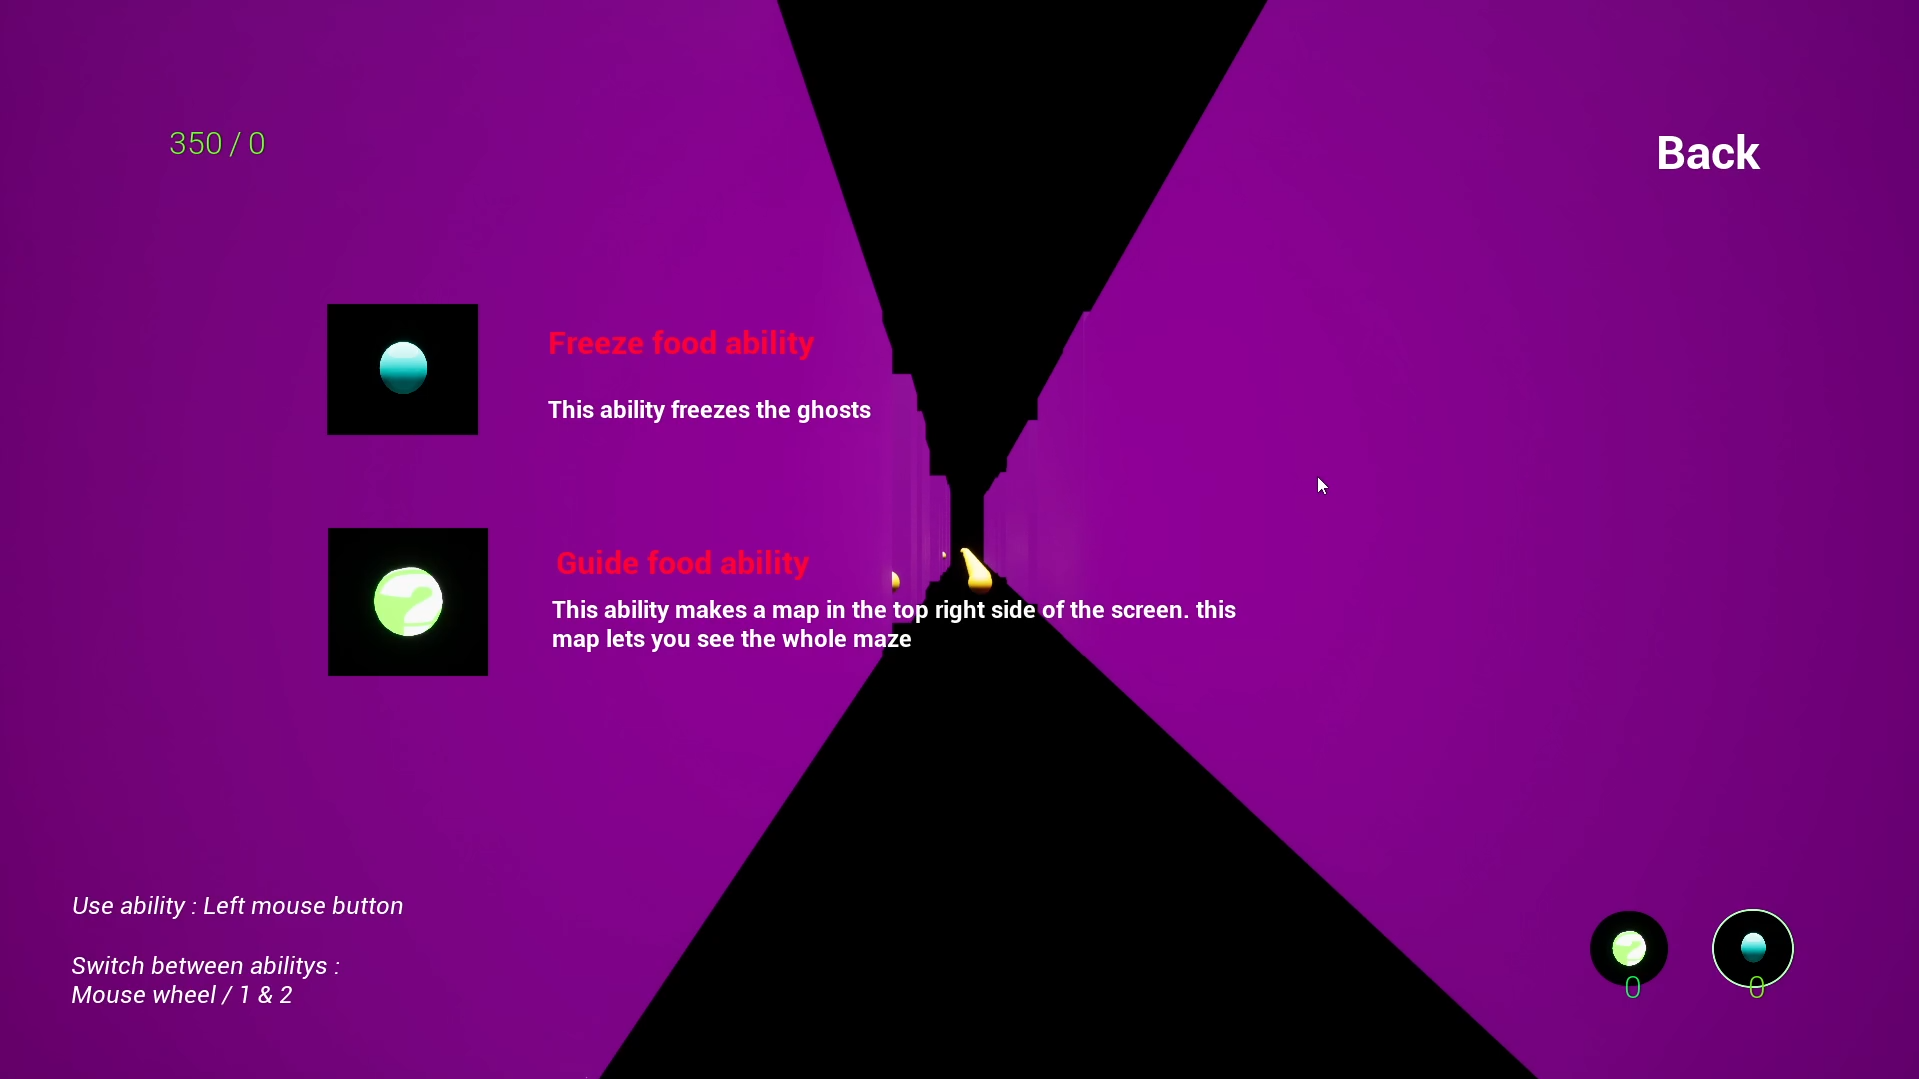 350 / 0
Back
Freeze food ability
This ability freezes the ghosts
Guide food ability
This ability makes a map in the top right side of the screen. this
map lets you see the whole maze
Use ability : Left mouse button
Switch between abilitys :
Mouse wheel / 1 & 2
0
0